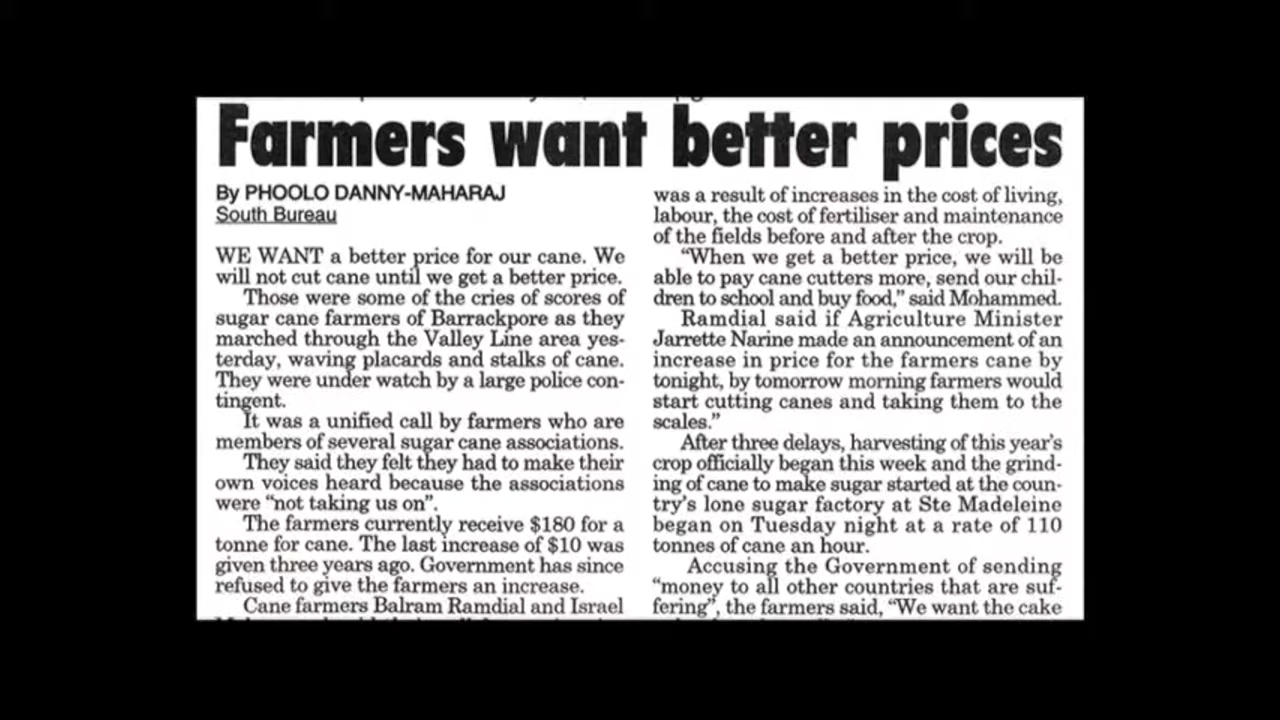 Farmers want better prices
By PHOOLO DANNY-MAHARAJ
South Bureau
WE WANT a better price for our cane. We
will not cut cane until we get a better price.
Those were some of the cries of scores of
sugar cane farmers of Barrackpore as they
marched through the Valley Line area yes-
terday, waving placards and stalks of cane.
They were under watch by a large police con-
tingent.
It was a unified call by farmers who are
members of several sugar cane associations.
They said they felt they had to make their
own voices heard because the associations
were “not taking us on”.
The farmers currently receive $180 for a
tonne for cane. The last increase of $10 was
given three years ago. Government has since
refused to give the farmers an increase.
Cane farmers Balram Ramdial and Israel
was a result of increases in the cost of living,
labour, the cost of fertiliser and maintenance
of the fields before and after the crop.
“When we get a better price, we will be
able to pay cane cutters more, send our chil-
dren to school and buy food,” said Mohammed.
Ramdial said if Agriculture Minister
Jarrette Narine made an announcement of an
increase in price for the farmers cane by
tonight, by tomorrow morning farmers would
start cutting canes and taking them to the
scales.”
After three delays, harvesting of this year’s
crop officially began this week and the grind-
ing of cane to make sugar started at the coun-
try’s lone sugar factory at Ste Madeleine
began on Tuesday night at a rate of 110
tonnes of cane an hour.
Accusing the Government of sending
“money to all other countries that are suf-
fering”, the farmers said, “We want the cake